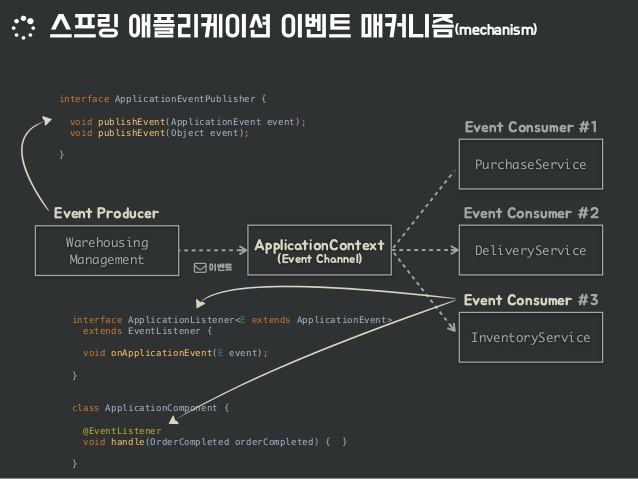 스프링 애플리케이션 이벤트 매커니즘(mechanism)
interface ApplicationEventPublisher {
void publishEvent(ApplicationEvent event);
void publishEvent(Object event);
}
Event Consumer #1
PurchaseService
Event Producer
Warehousing
Management
이벤트
ApplicationContext
(Event Channel)
Event Consumer #2
DeliveryService
Event Consumer #3
InventoryService
interface ApplicationListener<E extends ApplicationEvent>
extends EventListener {
void onApplicationEvent(E event);
}
class ApplicationComponent {
@EventListener
void handle(OrderCompleted orderCompleted) { }
}